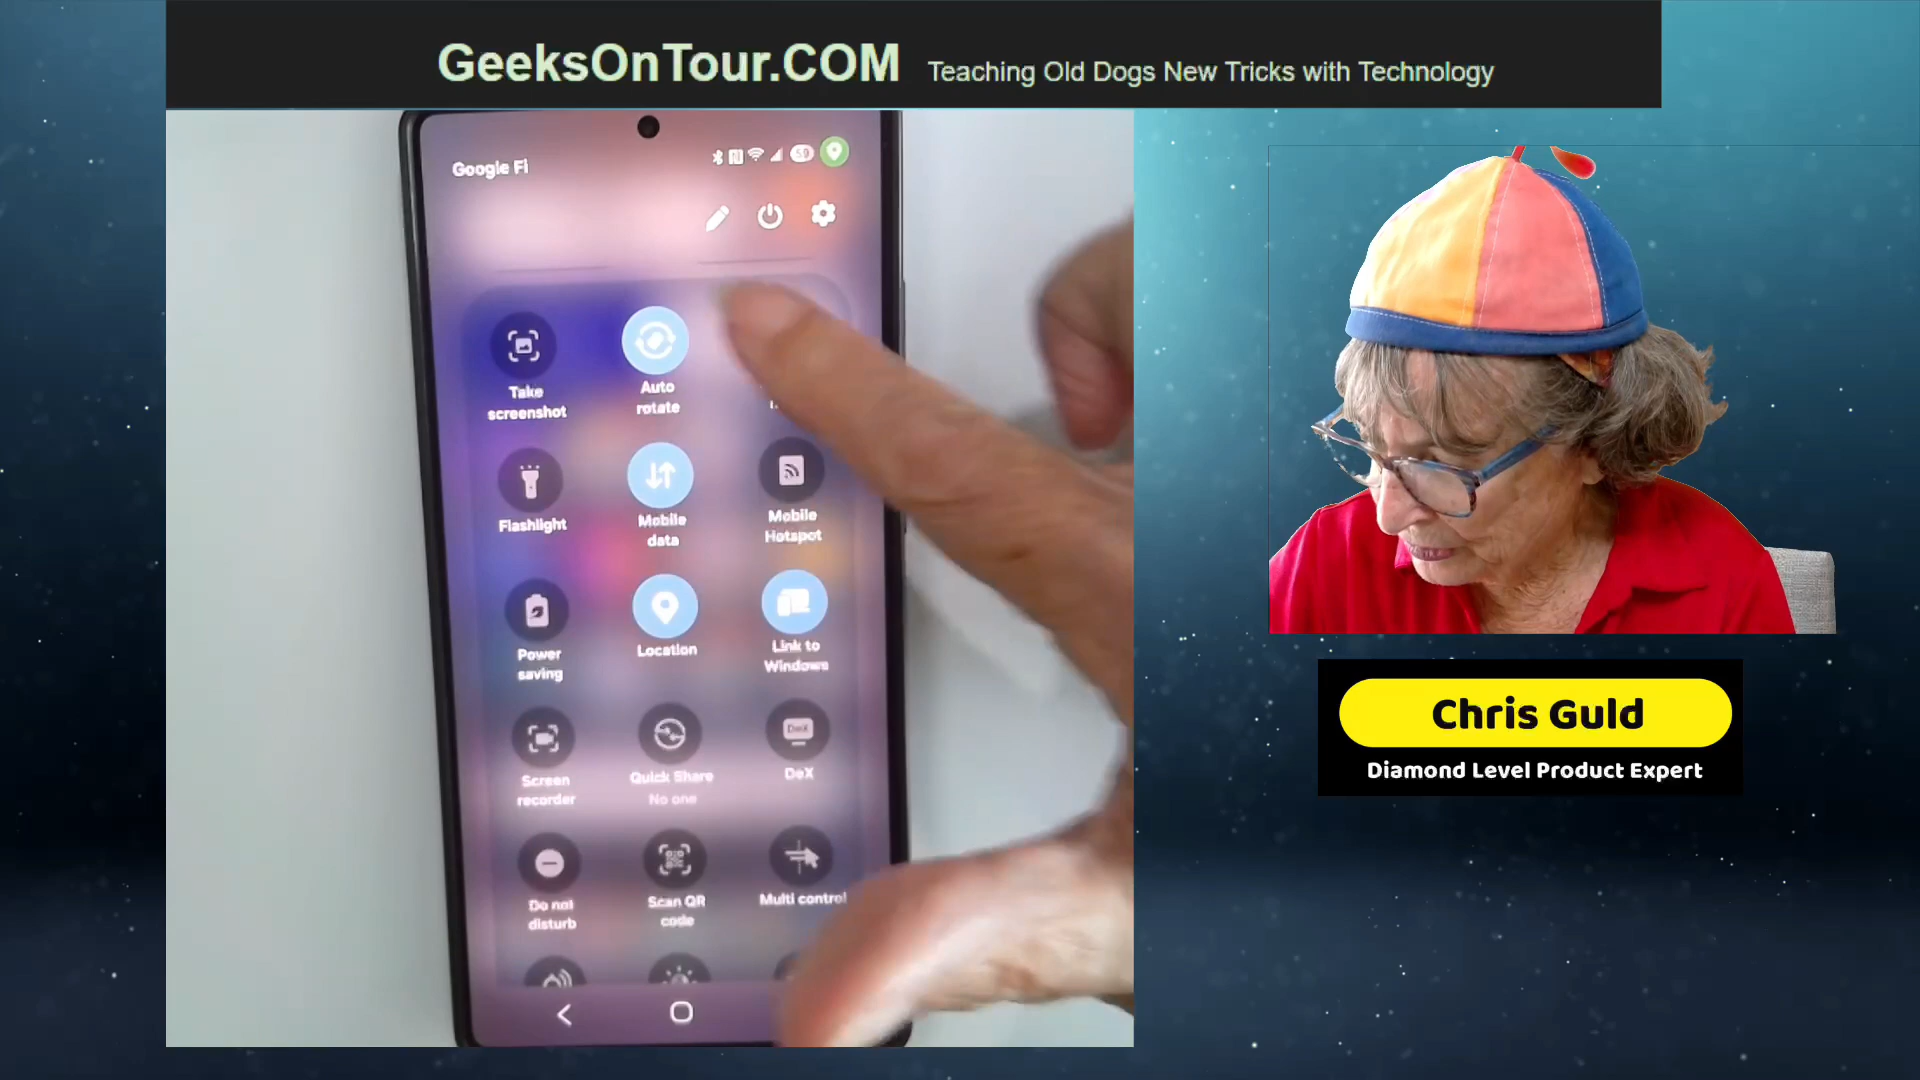 GeeksOnTour.COM Teaching Old Dogs New Tricks with Technology
Google Fi
50
Take
screenshot
Auto
rotate
Flashlight
Mobile
data
Mobile
Hotspot
Power
saving
Location
Link to
Windows
Screen
recorder
Quick Share
No one
DeX
DeX
Do not
disturb
Scan QR
code
Multi control
Chris Guld
Diamond Level Product Expert